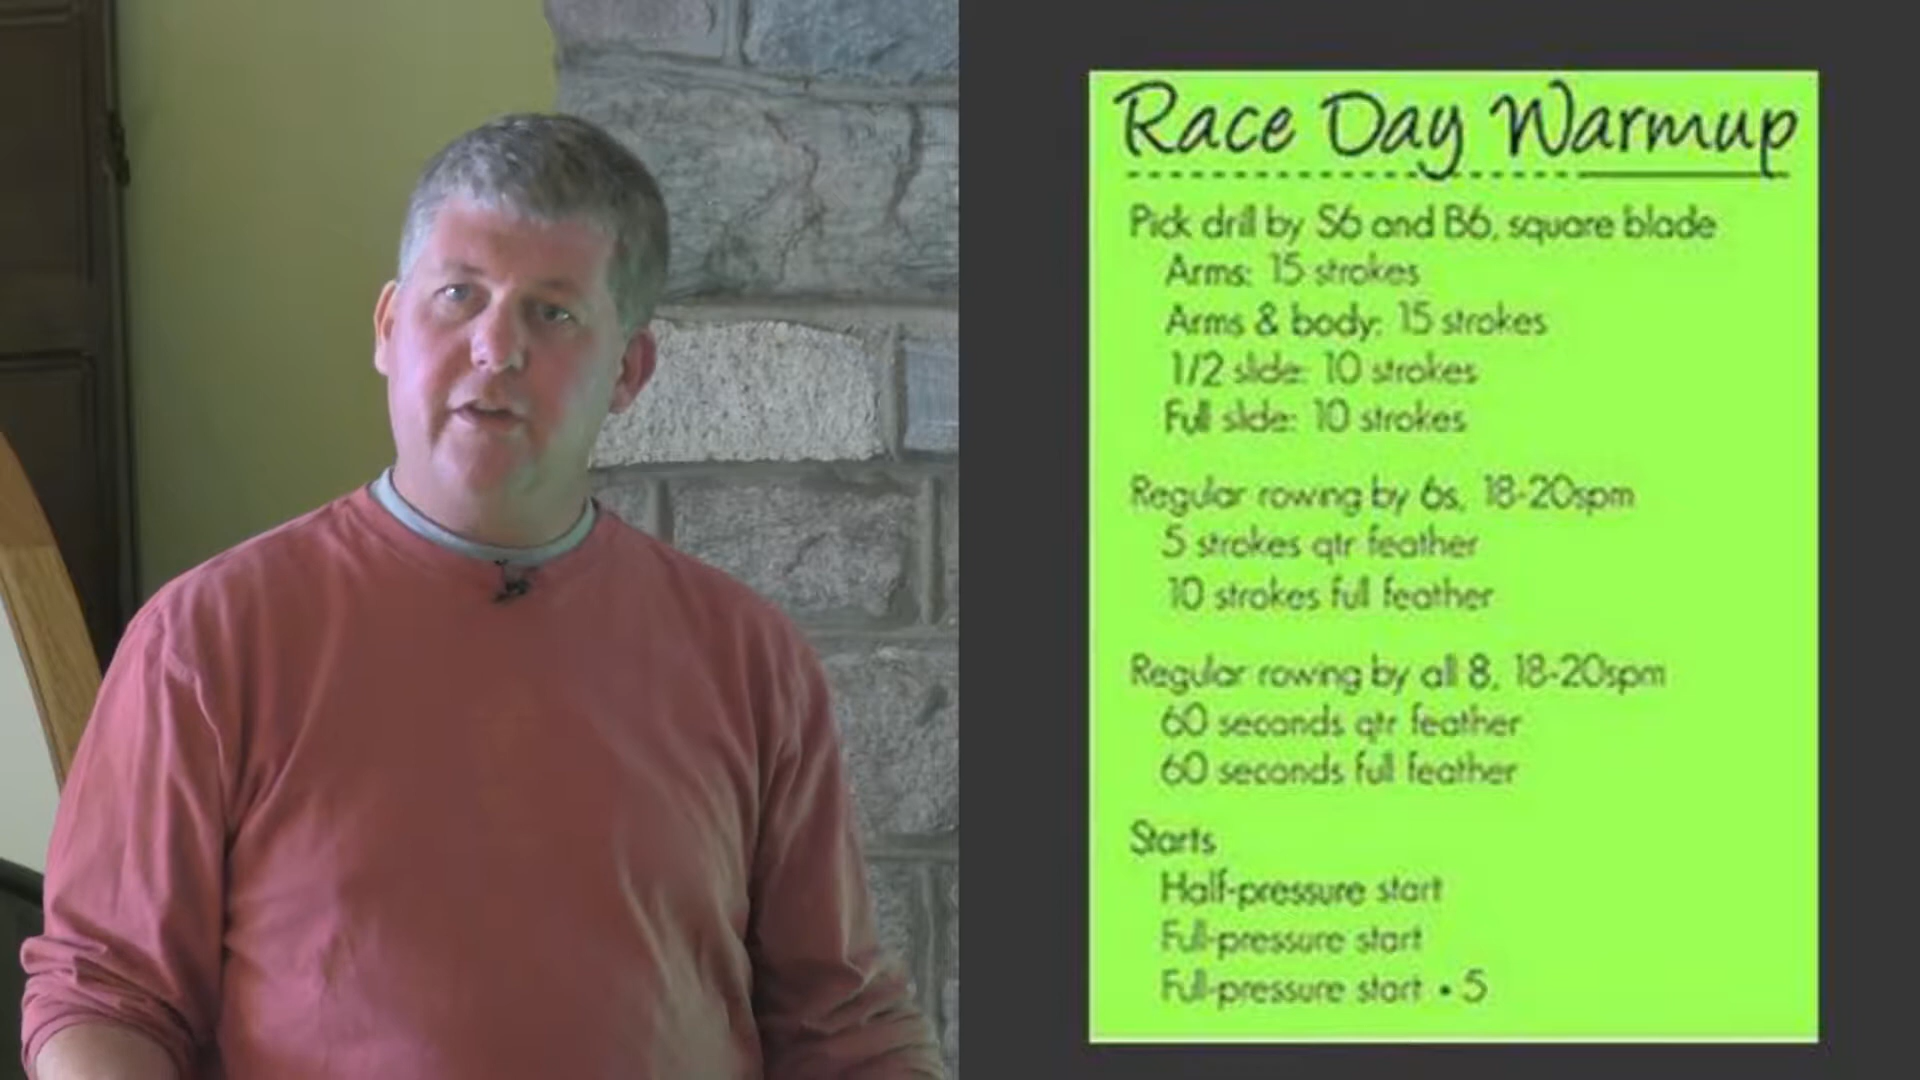 Race Day Warmup
Pick drill by S6 and B6, square blade
Arms: 15 strokes
Arms & body: 15 strokes
1/2 slide: 10 strokes
Full slide: 10 strokes
Regular rowing by 6s, 18-20spm
5 strokes qtr feather
10 strokes full feather
Regular rowing by all 8, 18-20spm
60 seconds qtr feather
60 seconds full feather
Starts
Half-pressure start
Full-pressure start
Full-pressure start • 5